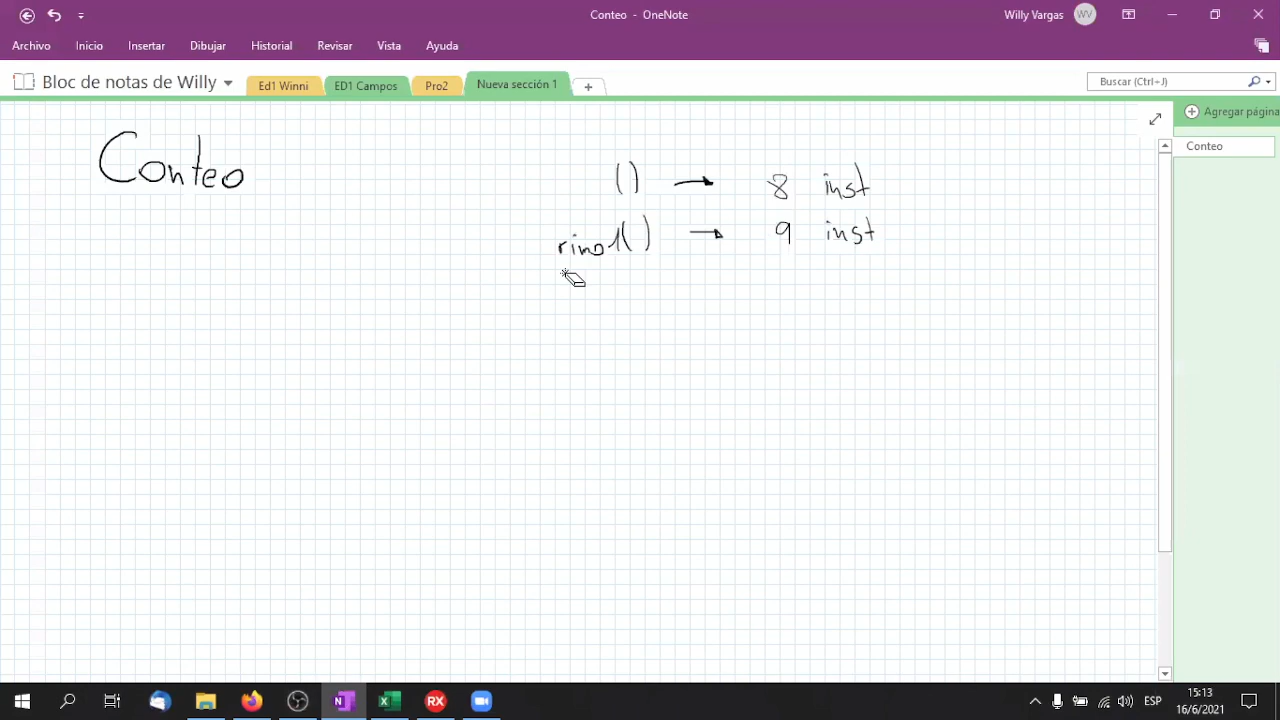 Conteo - OneNote
Willy Vargas
WV
Archivo Inicio Insertar Dibujar Historial Revisar Vista Ayuda
Bloc de notas de Willy
Ed1 Winni
ED1 Campos
Pro2
Nueva sección 1
Buscar (Ctrl+J)
Agregar página
Conteo
Conteo
() → 8 inst
() → 9 inst
N
X
RX
ESP
15:13
16/6/2021